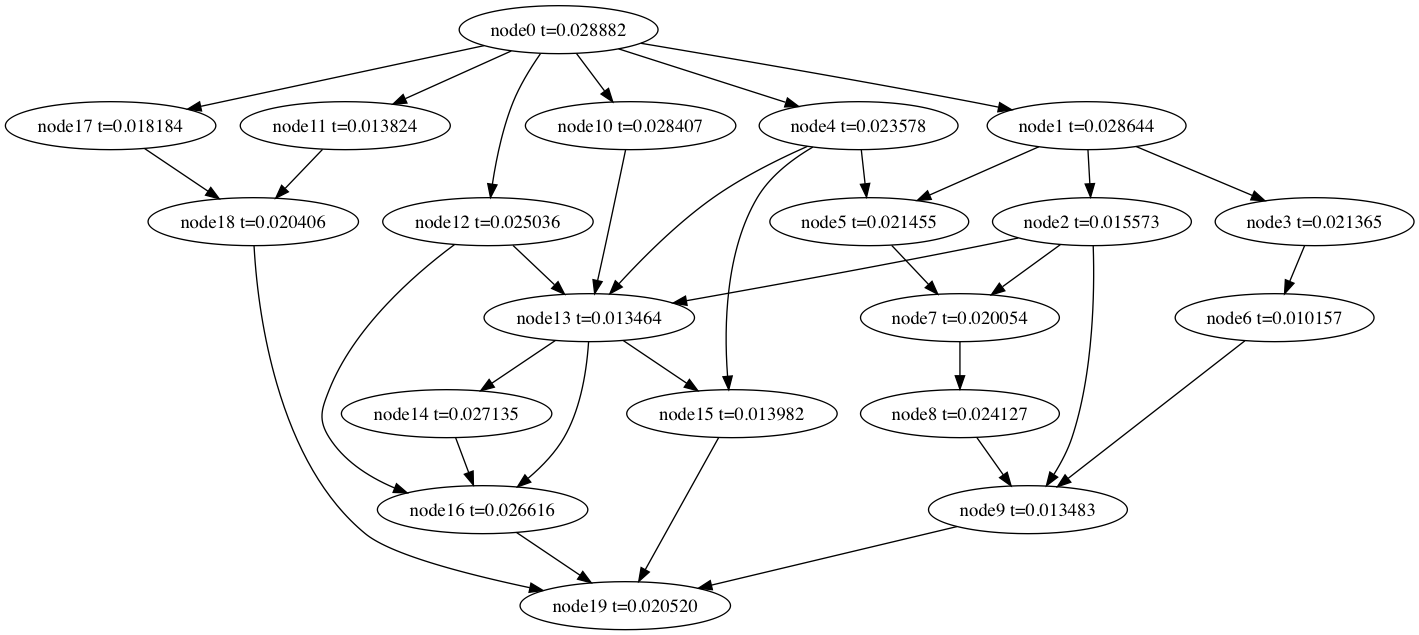 node0 t=0.028882
node17 t=0.018184
node11 t=0.013824
node10 t=0.028407
node4 t=0.023578
node1 t=0.028644
node18 t=0.020406
node12 t=0.025036
node5 t=0.021455
node2 t=0.015573
node3 t=0.021365
node13 t=0.013464
node7 t=0.020054
node6 t=0.010157
node14 t=0.027135
node15 t=0.013982
node8 t=0.024127
node16 t=0.026616
node9 t=0.013483
node19 t=0.020520